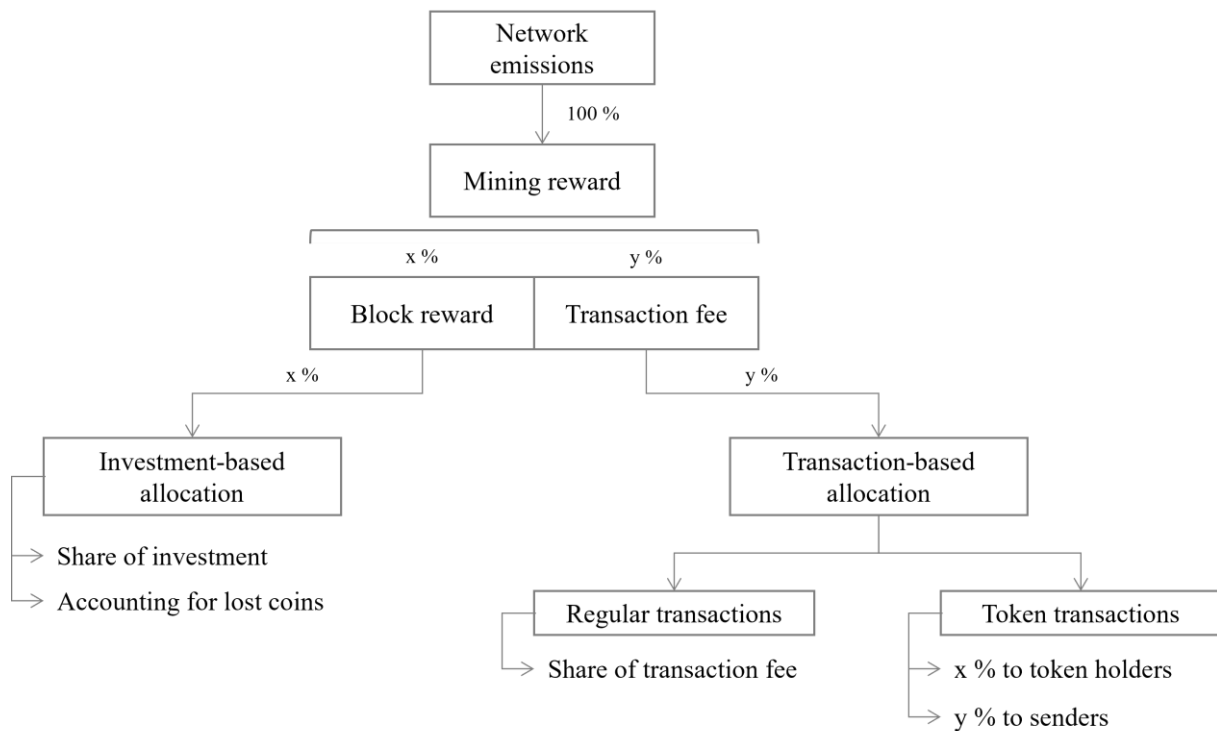 Network
emissions
100 %
Mining reward
x %
y %
Block reward
Transaction fee
x %
y %
Investment-based
allocation
Transaction-based
allocation
Share of investment
Accounting for lost coins
Regular transactions
Token transactions
Share of transaction fee
x % to token holders
y % to senders